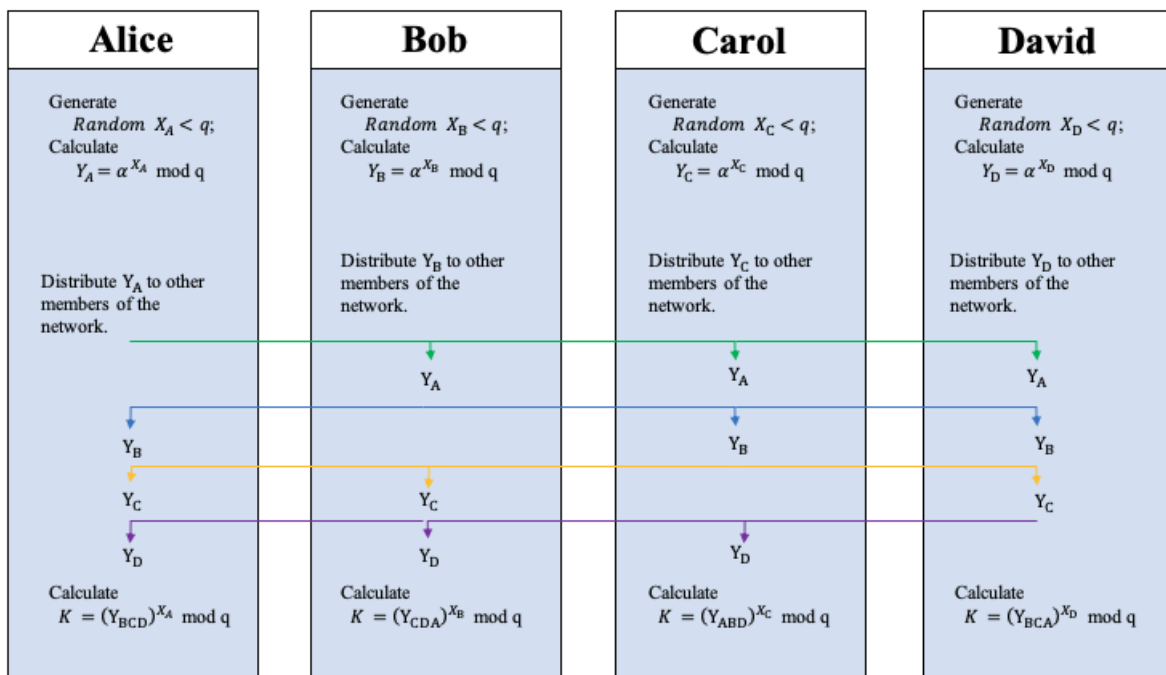 Alice
Generate
Random X_A < q;
Calculate
Y_A = α^{X_A} mod q
Distribute Y_A to other
members of the
network.
Y_B
Y_C
Y_D
Calculate
K = (Y_BCD)^{X_A} mod q
Bob
Generate
Random X_B < q;
Calculate
Y_B = α^{X_B} mod q
Distribute Y_B to other
members of the
network.
Y_A
Y_C
Y_D
Calculate
K = (Y_CDA)^{X_B} mod q
Carol
Generate
Random X_C < q;
Calculate
Y_C = α^{X_C} mod q
Distribute Y_C to other
members of the
network.
Y_A
Y_B
Y_D
Calculate
K = (Y_ABD)^{X_C} mod q
David
Generate
Random X_D < q;
Calculate
Y_D = α^{X_D} mod q
Distribute Y_D to other
members of the
network.
Y_A
Y_B
Y_C
Calculate
K = (Y_BCA)^{X_D} mod q